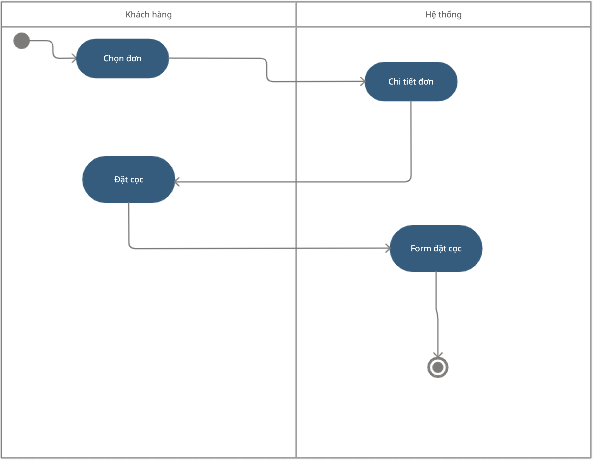 Khách hàng
Hệ thống
Chọn đơn
Chi tiết đơn
Đặt cọc
Form đặt cọc